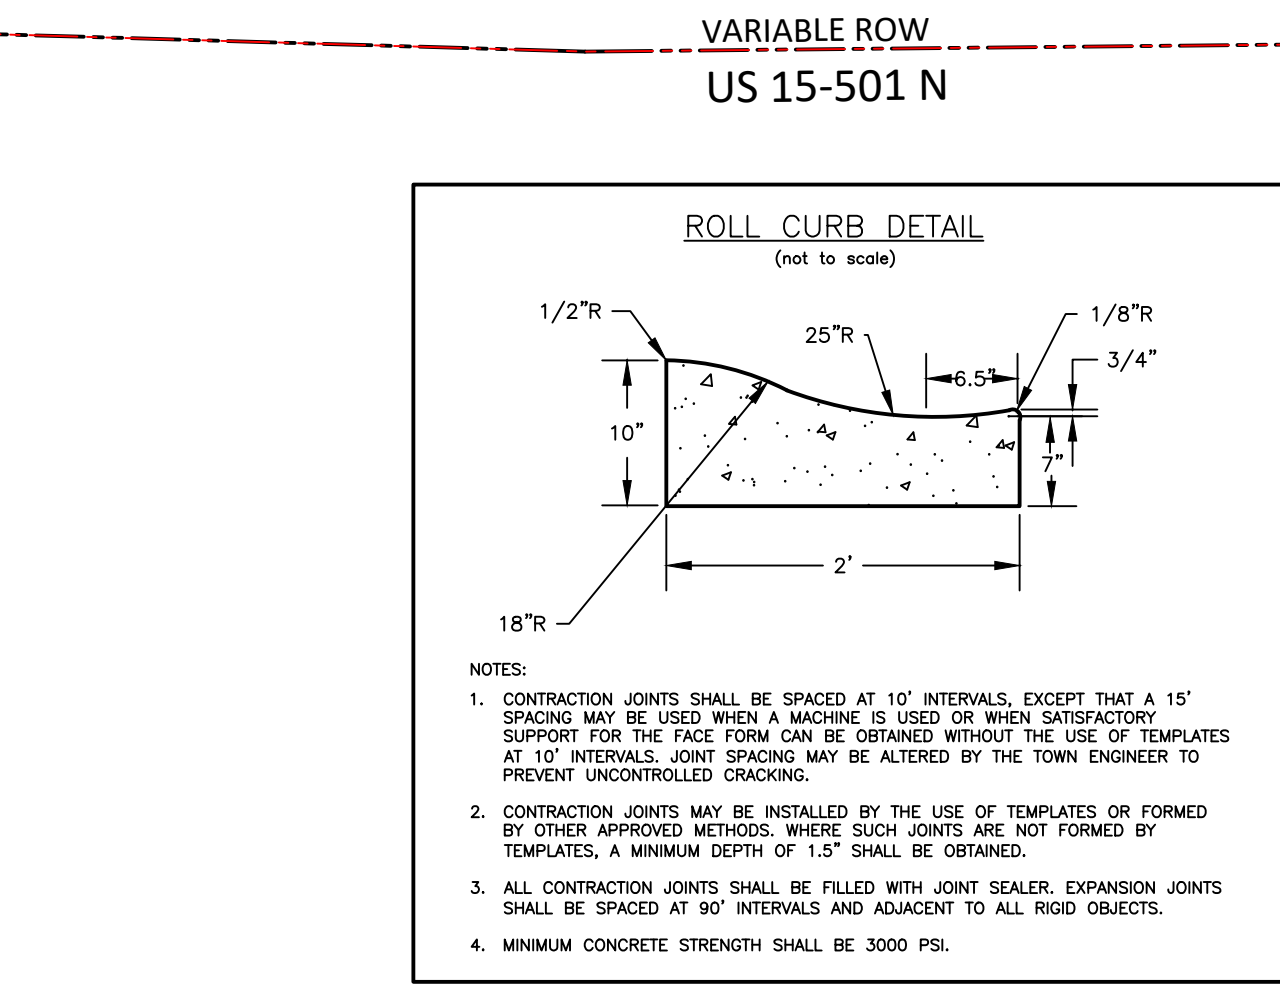 VARIABLE ROW
US 15-501 N
ROLL CURB DETAIL
(not to scale)
1/2"R
25"R
1/8"R
3/4"
6.5"
10"
7"
2'
18"R
NOTES:
1. CONTRACTION JOINTS SHALL BE SPACED AT 10' INTERVALS, EXCEPT THAT A 15'
SPACING MAY BE USED WHEN A MACHINE IS USED OR WHEN SATISFACTORY
SUPPORT FOR THE FACE FORM CAN BE OBTAINED WITHOUT THE USE OF TEMPLATES
AT 10' INTERVALS. JOINT SPACING MAY BE ALTERED BY THE TOWN ENGINEER TO
PREVENT UNCONTROLLED CRACKING.
2. CONTRACTION JOINTS MAY BE INSTALLED BY THE USE OF TEMPLATES OR FORMED
BY OTHER APPROVED METHODS. WHERE SUCH JOINTS ARE NOT FORMED BY
TEMPLATES, A MINIMUM DEPTH OF 1.5" SHALL BE OBTAINED.
3. ALL CONTRACTION JOINTS SHALL BE FILLED WITH JOINT SEALER. EXPANSION JOINTS
SHALL BE SPACED AT 90' INTERVALS AND ADJACENT TO ALL RIGID OBJECTS.
4. MINIMUM CONCRETE STRENGTH SHALL BE 3000 PSI.